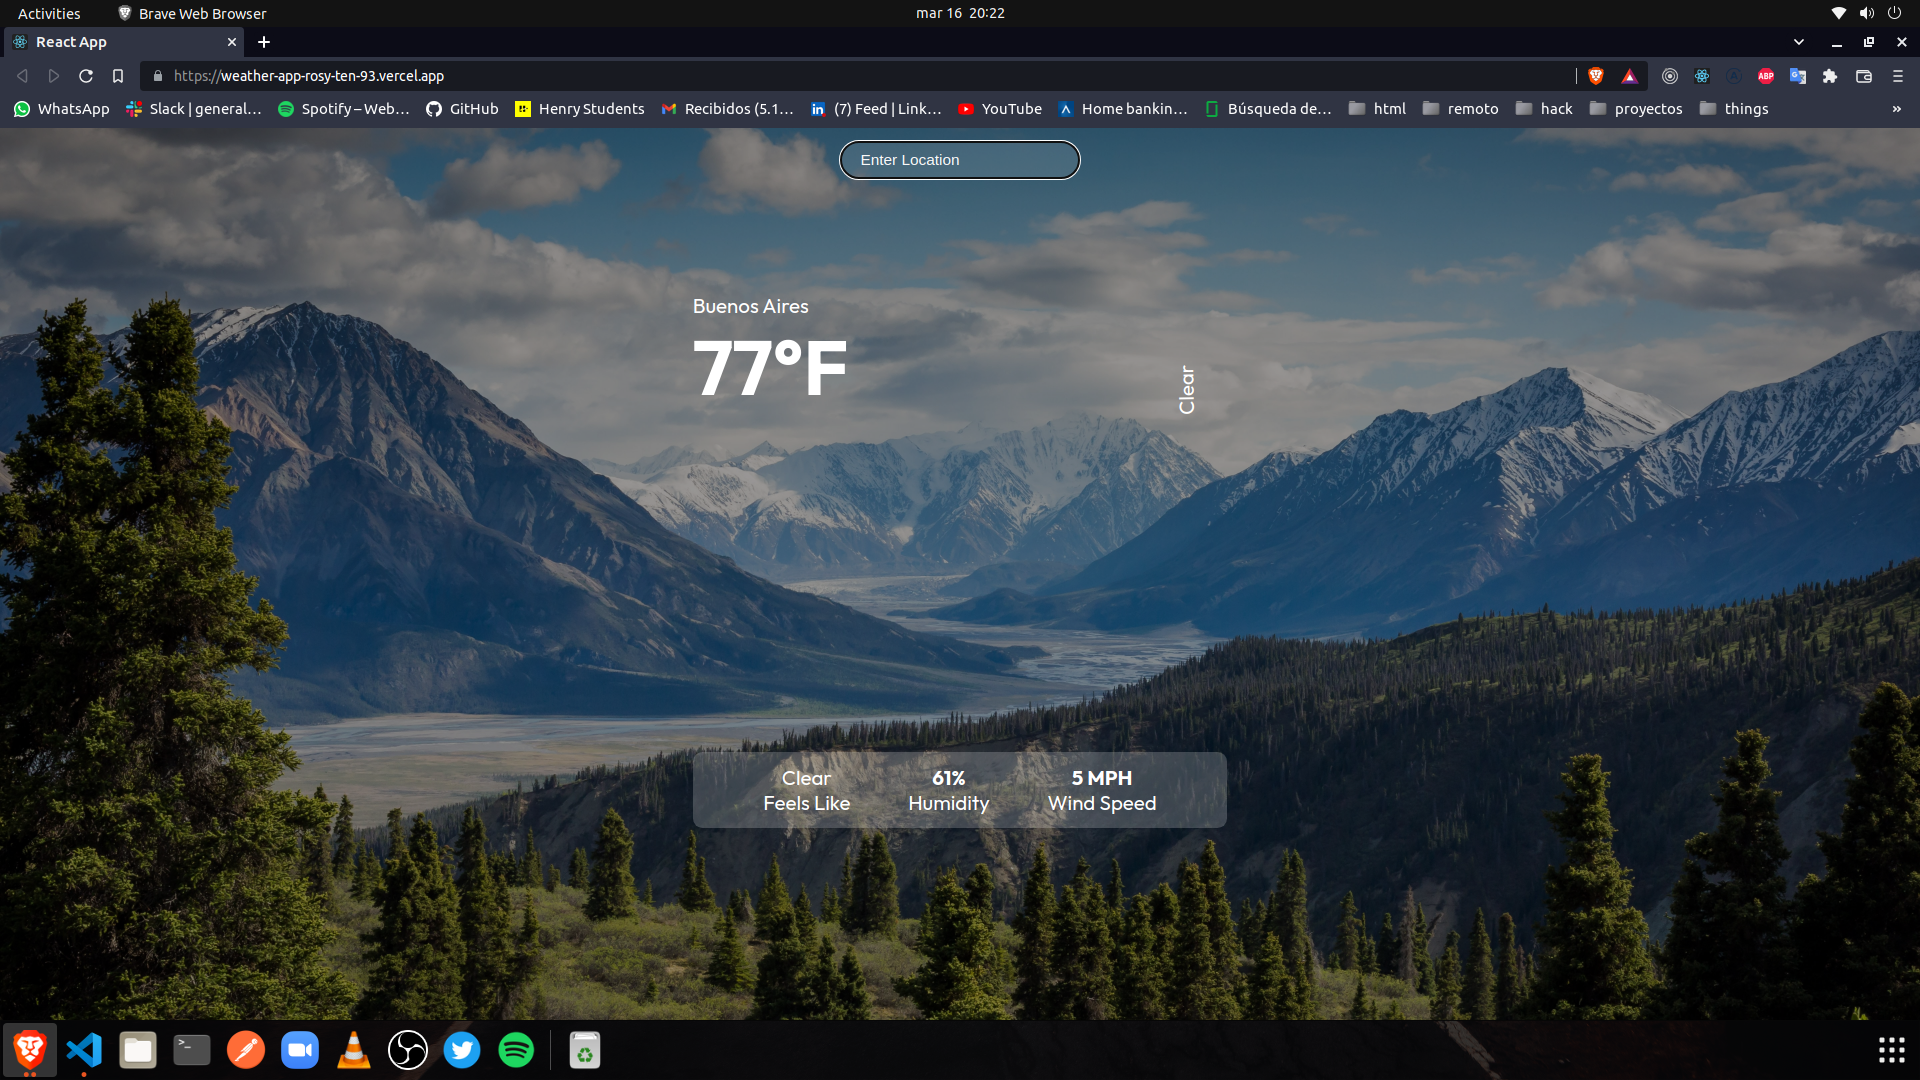 Activities
Brave Web Browser
mar 16 20:22
React App
https://weather-app-rosy-ten-93.vercel.app
ABP
WhatsApp
Slack | general...
Spotify – Web...
GitHub
Henry Students
Recibidos (5.1...
(7) Feed | Link...
YouTube
Home bankin...
Búsqueda de...
html
remoto
hack
proyectos
things
»
Enter Location
Buenos Aires
77°F
Clear
Clear
Feels Like
61%
Humidity
5 MPH
Wind Speed